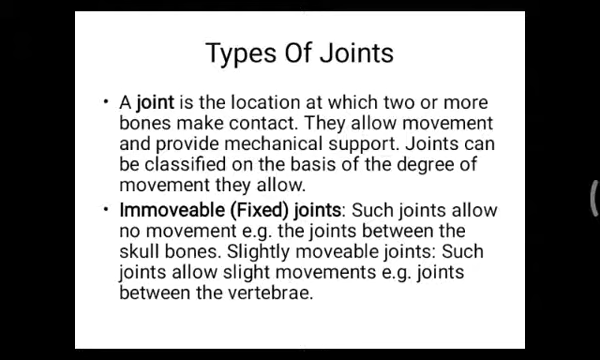 Types Of Joints
• A joint is the location at which two or more
bones make contact. They allow movement
and provide mechanical support. Joints can
be classified on the basis of the degree of
movement they allow.
• Immoveable (Fixed) joints: Such joints allow
no movement e.g. the joints between the
skull bones. Slightly moveable joints: Such
joints allow slight movements e.g. joints
between the vertebrae.